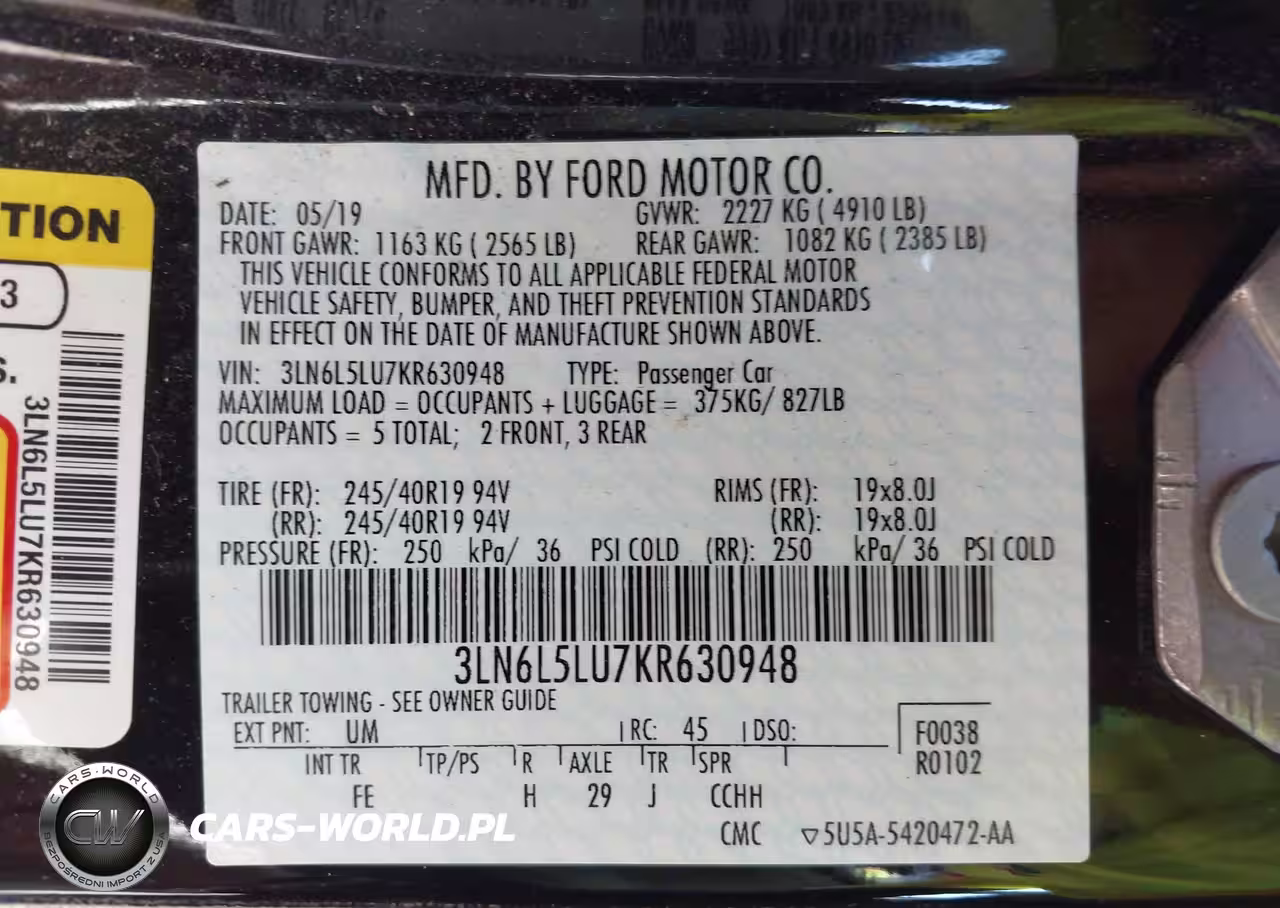 MFD. BY FORD MOTOR CO.
DATE: 05/19 GVWR: 2227 KG ( 4910 LB)
FRONT GAWR: 1163 KG ( 2565 LB) REAR GAWR: 1082 KG ( 2385 LB)
THIS VEHICLE CONFORMS TO ALL APPLICABLE FEDERAL MOTOR
VEHICLE SAFETY, BUMPER, AND THEFT PREVENTION STANDARDS
IN EFFECT ON THE DATE OF MANUFACTURE SHOWN ABOVE.
VIN: 3LN6L5LU7KR630948 TYPE: Passenger Car
MAXIMUM LOAD = OCCUPANTS + LUGGAGE = 375KG/ 827LB
OCCUPANTS = 5 TOTAL; 2 FRONT, 3 REAR
TIRE (FR): 245/40R19 94V RIMS (FR): 19x8.0J
(RR): 245/40R19 94V (RR): 19x8.0J
PRESSURE (FR): 250 kPa/ 36 PSI COLD (RR): 250 kPa/ 36 PSI COLD
3LN6L5LU7KR630948
TRAILER TOWING - SEE OWNER GUIDE
EXT PNT: UM RC: 45 DSO:
F0038
R0102
INT TR TP/PS R AXLE TR SPR
FE H 29 J CCHH
CMC ▽5U5A-5420472-AA
TION
3
S.
3LN6L5LU7KR630948
CARS-WORLD
CW
BEZPOŚREDNI IMPORT Z USA
CARS-WORLD.PL